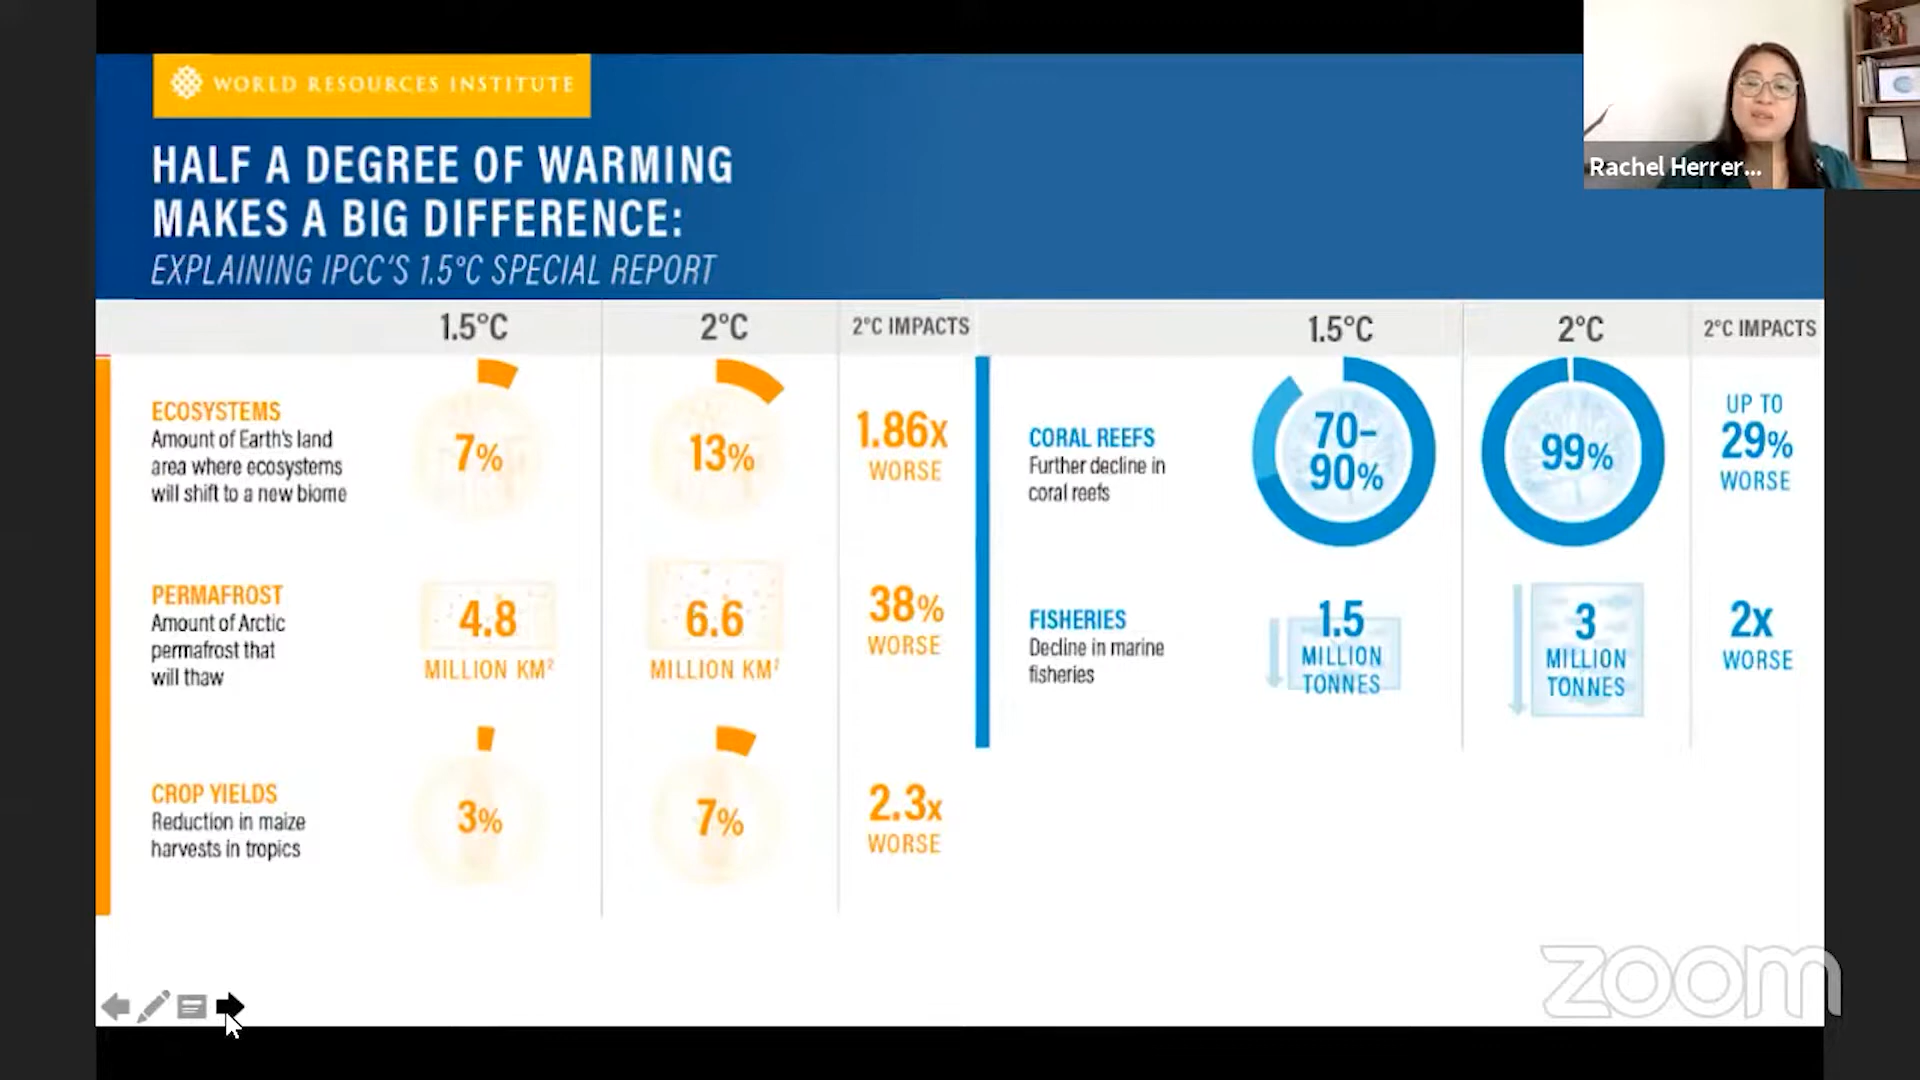 WORLD RESOURCES INSTITUTE
HALF A DEGREE OF WARMING
MAKES A BIG DIFFERENCE:
EXPLAINING IPCC'S 1.5°C SPECIAL REPORT
Rachel Herrer...
1.5°C
2°C
2°C IMPACTS
ECOSYSTEMS
Amount of Earth's land
area where ecosystems
will shift to a new biome
7%
13%
1.86x
WORSE
PERMAFROST
Amount of Arctic
permafrost that
will thaw
4.8
MILLION KM²
6.6
MILLION KM²
38%
WORSE
CROP YIELDS
Reduction in maize
harvests in tropics
3%
7%
2.3x
WORSE
1.5°C
2°C
2°C IMPACTS
CORAL REEFS
Further decline in
coral reefs
70–
90%
99%
UP TO
29%
WORSE
FISHERIES
Decline in marine
fisheries
1.5
MILLION
TONNES
3
MILLION
TONNES
2x
WORSE
zoom